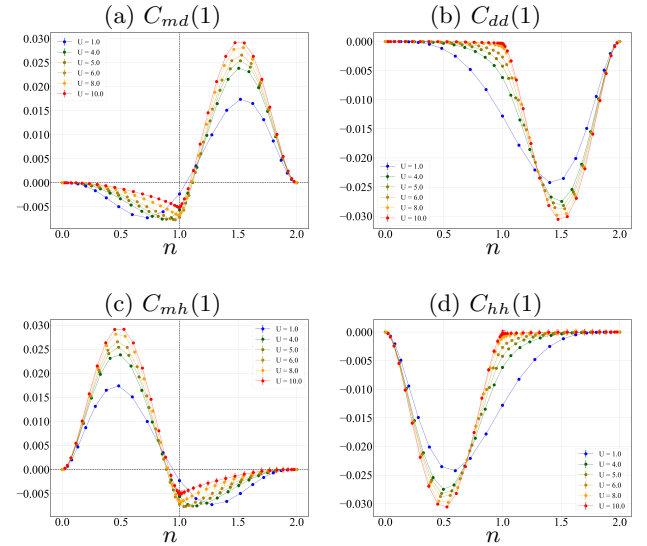 (a) C_{md}(1)
0.030
0.025
0.020
0.015
0.010
0.005
0.000
−0.005
U = 1.0
U = 4.0
U = 5.0
U = 6.0
U = 8.0
U = 10.0
0.0 0.5 1.0 1.5 2.0
n
(b) C_{dd}(1)
0.000
−0.005
−0.010
−0.015
−0.020
−0.025
−0.030
U = 1.0
U = 4.0
U = 5.0
U = 6.0
U = 8.0
U = 10.0
0.0 0.5 1.0 1.5 2.0
n
(c) C_{mh}(1)
0.030
0.025
0.020
0.015
0.010
0.005
0.000
−0.005
U = 1.0
U = 4.0
U = 5.0
U = 6.0
U = 8.0
U = 10.0
0.0 0.5 1.0 1.5 2.0
n
(d) C_{hh}(1)
0.000
−0.005
−0.010
−0.015
−0.020
−0.025
−0.030
U = 1.0
U = 4.0
U = 5.0
U = 6.0
U = 8.0
U = 10.0
0.0 0.5 1.0 1.5 2.0
n